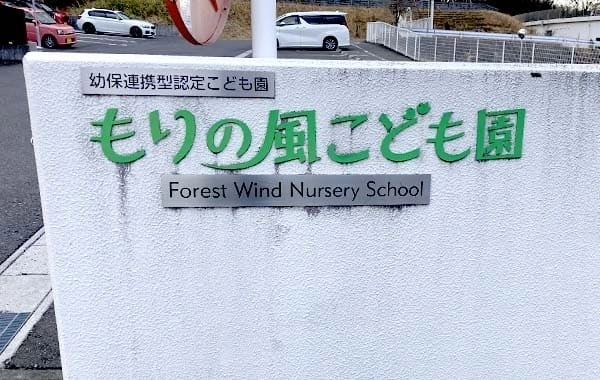 幼保連携型認定こども園
もりの風こども園
Forest Wind Nursery School